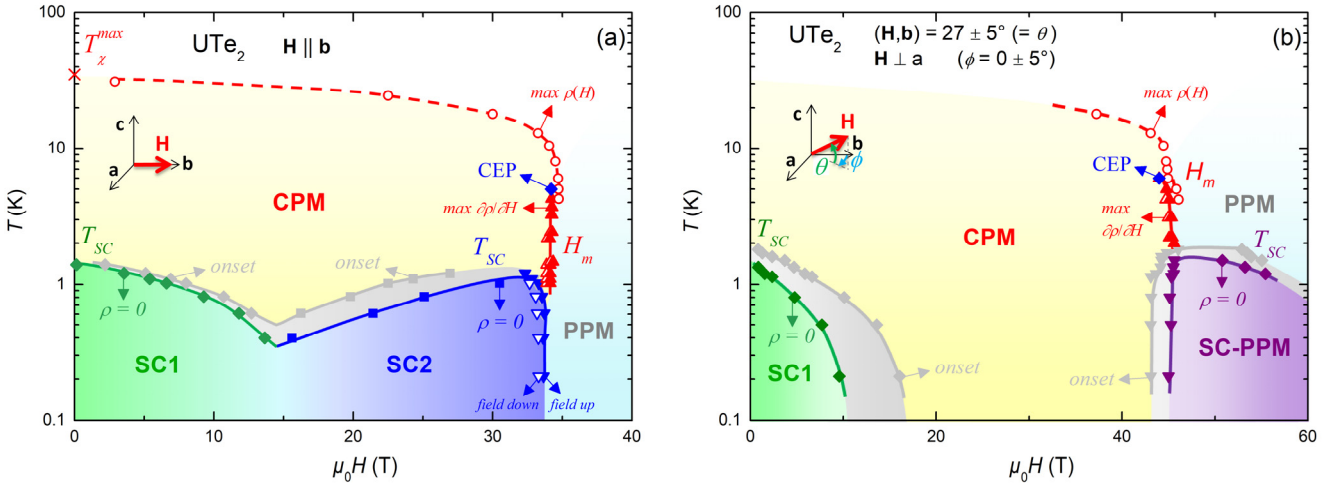 100
10
1
0.1
T (K)
0
10
20
30
40
μ₀H (T)
(a)
UTe₂
H || b
T_χ^max
c
H
a
b
max ρ(H)
CEP
CPM
max ∂ρ/∂H
H_m
T_SC
onset
onset
T_SC
ρ = 0
ρ = 0
PPM
SC1
SC2
field down
field up
100
10
1
0.1
T (K)
0
20
40
60
μ₀H (T)
(b)
UTe₂
(H,b) = 27 ± 5° (= θ)
H ⊥ a (ϕ = 0 ± 5°)
c
H
b
a
θ
ϕ
max ρ(H)
CEP
H_m
PPM
max
∂ρ/∂H
CPM
T_SC
T_SC
ρ = 0
ρ = 0
SC1
onset
onset
SC-PPM